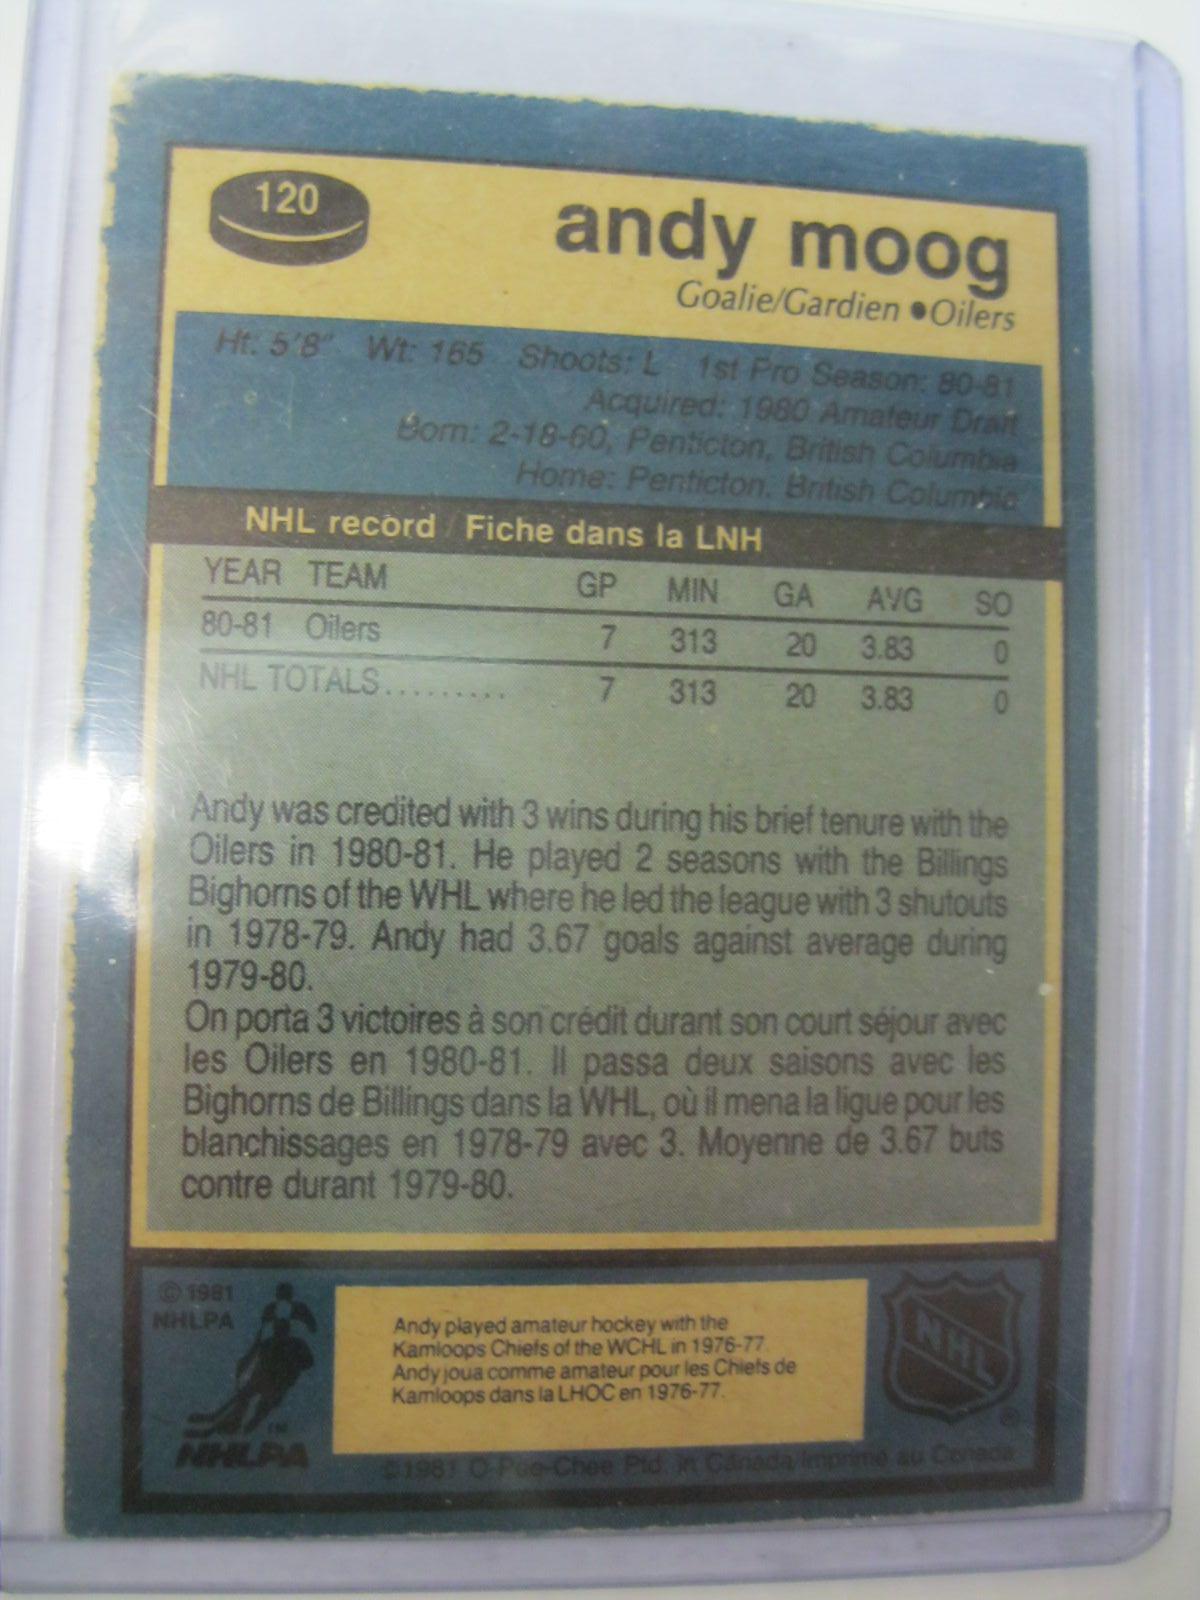 120
andy moog
Goalie/Gardien ●Oilers
Ht: 5'8" Wt: 165 Shoots: L 1st Pro Season: 80-81
Acquired: 1980 Amateur Draft
Born: 2-18-60, Penticton, British Columbia
Home: Penticton, British Columbia
NHL record / Fiche dans la LNH
YEAR TEAM GP MIN GA AVG SO
80-81 Oilers 7 313 20 3.83 0
NHL TOTALS......... 7 313 20 3.83 0
Andy was credited with 3 wins during his brief tenure with the
Oilers in 1980-81. He played 2 seasons with the Billings
Bighorns of the WHL where he led the league with 3 shutouts
in 1978-79. Andy had 3.67 goals against average during
1979-80.
On porta 3 victoires à son crédit durant son court séjour avec
les Oilers en 1980-81. Il passa deux saisons avec les
Bighorns de Billings dans la WHL, où il mena la ligue pour les
blanchissages en 1978-79 avec 3. Moyenne de 3.67 buts
contre durant 1979-80.
© 1981
NHLPA
TM
NHLPA
Andy played amateur hockey with the
Kamloops Chiefs of the WCHL in 1976-77.
Andy joua comme amateur pour les Chiefs de
Kamloops dans la LHOC en 1976-77.
NHL
®
©1981 O-Pee-Chee Ptd. in Canada/Imprimé au Canada